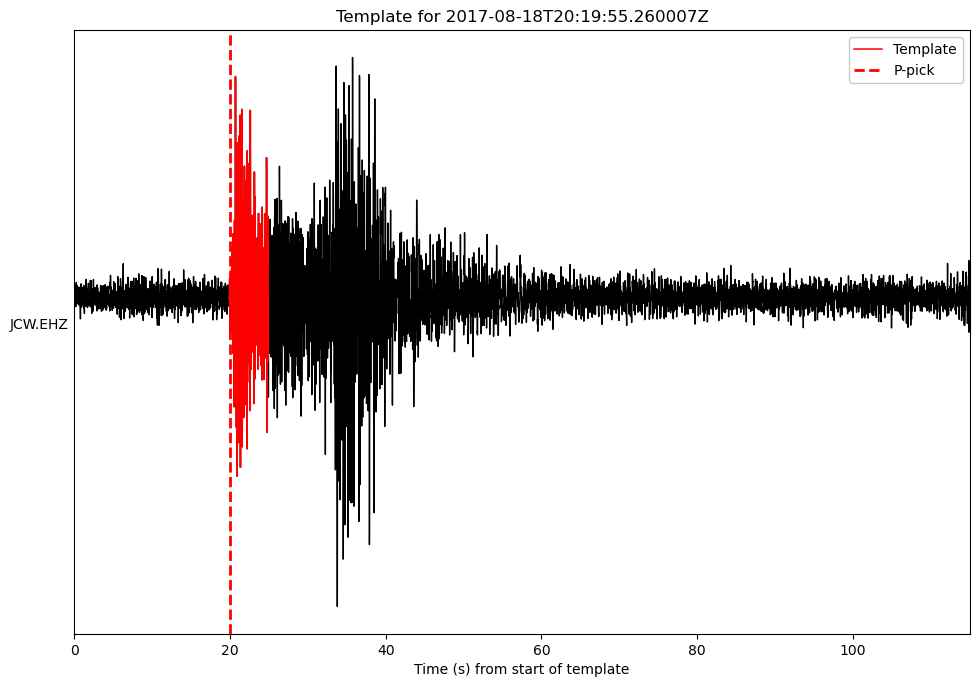 Template for 2017-08-18T20:19:55.260007Z
Template
P-pick
JCW.EHZ
0 20 40 60 80 100
Time (s) from start of template